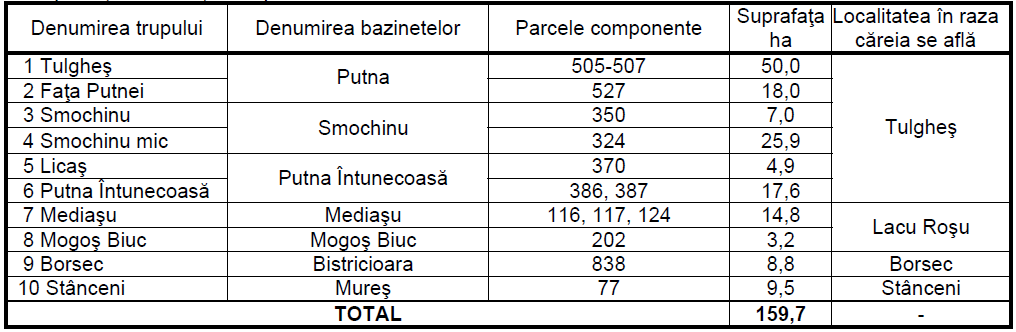 Denumirea trupului Denumirea bazinetelor Parcele componente Suprafaţa ha Localitatea în raza căreia se află
1 Tulgheş Putna 505-507 50,0 Tulgheş
2 Faţa Putnei 527 18,0
3 Smochinu Smochinu 350 7,0
4 Smochinu mic 324 25,9
5 Licaş Putna Întunecoasă 370 4,9
6 Putna Întunecoasă 386, 387 17,6
7 Mediaşu Mediaşu 116, 117, 124 14,8 Lacu Roşu
8 Mogoş Biuc Mogoş Biuc 202 3,2
9 Borsec Bistricioara 838 8,8 Borsec
10 Stânceni Mureş 77 9,5 Stânceni
TOTAL 159,7 -